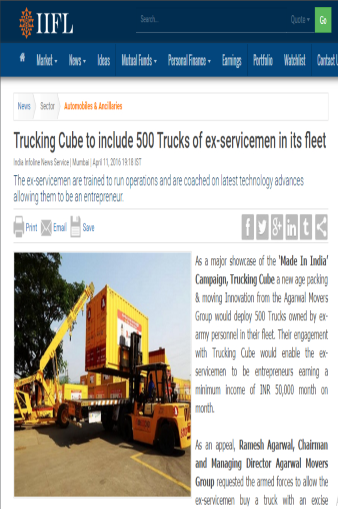 IIFL
Search..
Quote
Go
Market
News
Ideas
Mutual Funds
Personal Finance
Earnings
Portfolio
Watchlist
Contact
News
Sector
Automobiles & Ancillaries
Trucking Cube to include 500 Trucks of ex-servicemen in its fleet
India Infoline News Service | Mumbai | April 11, 2016 19:18 IST
The ex-servicemen are trained to run operations and are coached on latest technology advances
allowing them to be an entrepreneur.
Print
Email
Save
As a major showcase of the 'Made In India'
Campaign, Trucking Cube a new age packing
& moving Innovation from the Agarwal Movers
Group would deploy 500 Trucks owned by ex-
army personnel in their fleet. Their engagement
with Trucking Cube would enable the ex-
servicemen to be entrepreneurs earning a
minimum income of INR 50,000 month on
month.
As an appeal, Ramesh Agarwal, Chairman
and Managing Director Agarwal Movers
Group requested the armed forces to allow the
ex-servicemen buy a truck with an excise